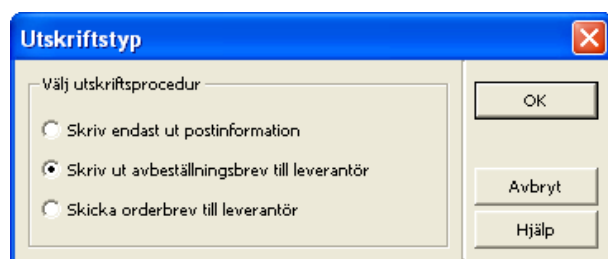 Utskriftstyp
Välj utskriftsprocedur
Skriv endast ut postinformation
Skriv ut avbeställningsbrev till leverantör
Skicka orderbrev till leverantör
OK
Avbryt
Hjälp